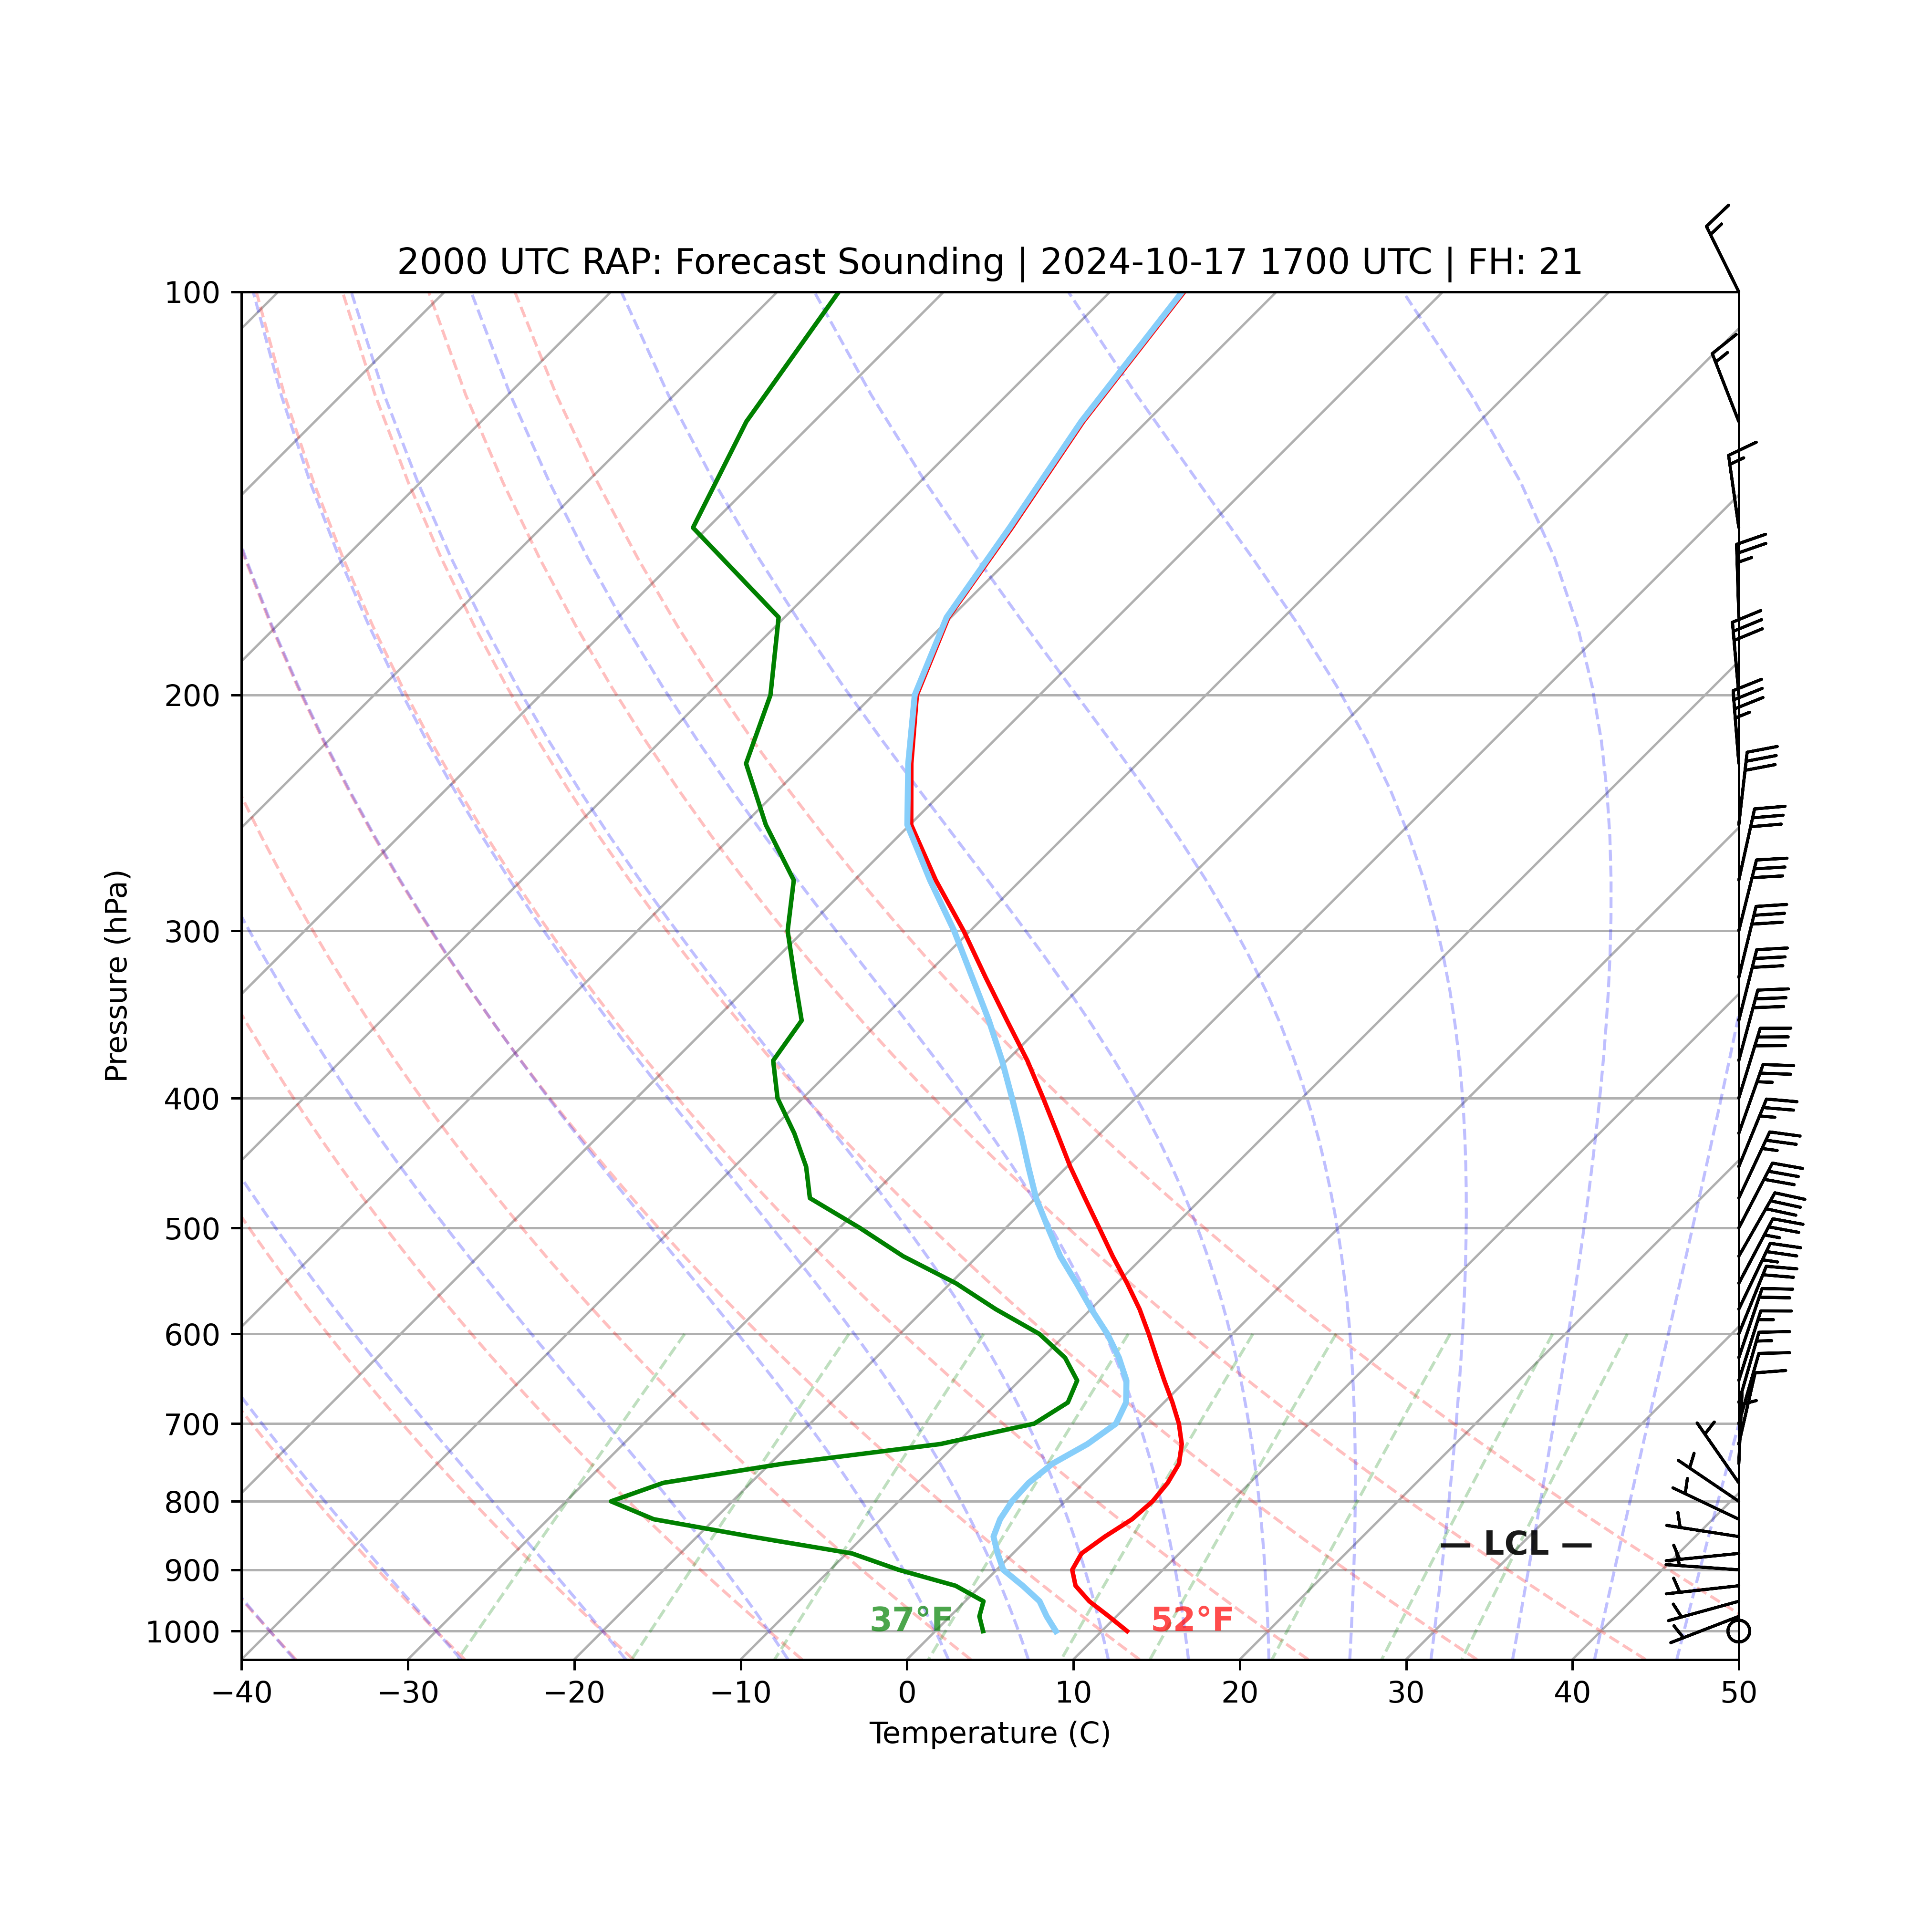 2000 UTC RAP: Forecast Sounding | 2024-10-17 1700 UTC | FH: 21
100
200
300
400
500
600
700
800
900
1000
Pressure (hPa)
— LCL —
37°F
52°F
−40 −30 −20 −10 0 10 20 30 40 50
Temperature (C)